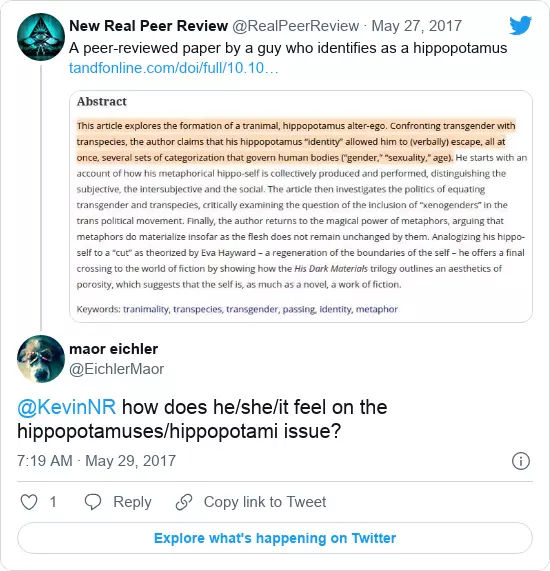 New Real Peer Review @RealPeerReview · May 27, 2017
A peer-reviewed paper by a guy who identifies as a hippopotamus
tandfonline.com/doi/full/10.10…
Abstract
This article explores the formation of a tranimal, hippopotamus alter-ego. Confronting transgender with
transpecies, the author claims that his hippopotamus “identity” allowed him to (verbally) escape, all at
once, several sets of categorization that govern human bodies (“gender,” “sexuality,” age). He starts with an
account of how his metaphorical hippo-self is collectively produced and performed, distinguishing the
subjective, the intersubjective and the social. The article then investigates the politics of equating
transgender and transpecies, critically examining the question of the inclusion of “xenogenders” in the
trans political movement. Finally, the author returns to the magical power of metaphors, arguing that
metaphors do materialize insofar as the flesh does not remain unchanged by them. Analogizing his hippo-
self to a “cut” as theorized by Eva Hayward – a regeneration of the boundaries of the self – he offers a final
crossing to the world of fiction by showing how the His Dark Materials trilogy outlines an aesthetics of
porosity, which suggests that the self is, as much as a novel, a work of fiction.
Keywords: tranimality, transpecies, transgender, passing, identity, metaphor
maor eichler
@EichlerMaor
@KevinNR how does he/she/it feel on the
hippopotamuses/hippopotami issue?
7:19 AM · May 29, 2017
1 Reply Copy link to Tweet
Explore what's happening on Twitter